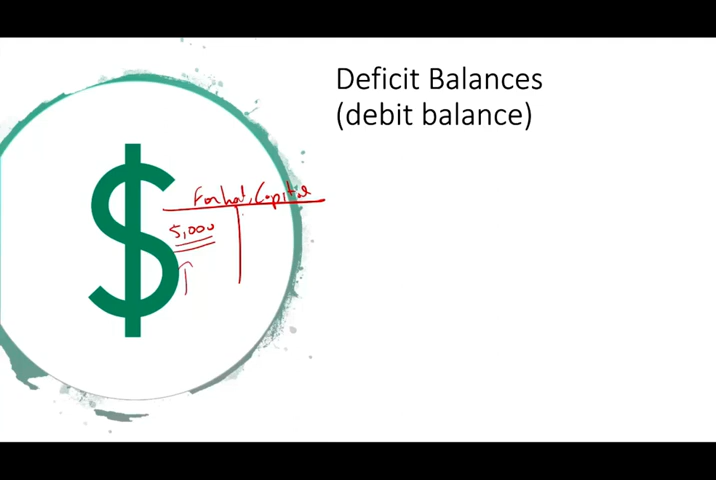 Deficit Balances
(debit balance)
Farhat, Capital
5,000